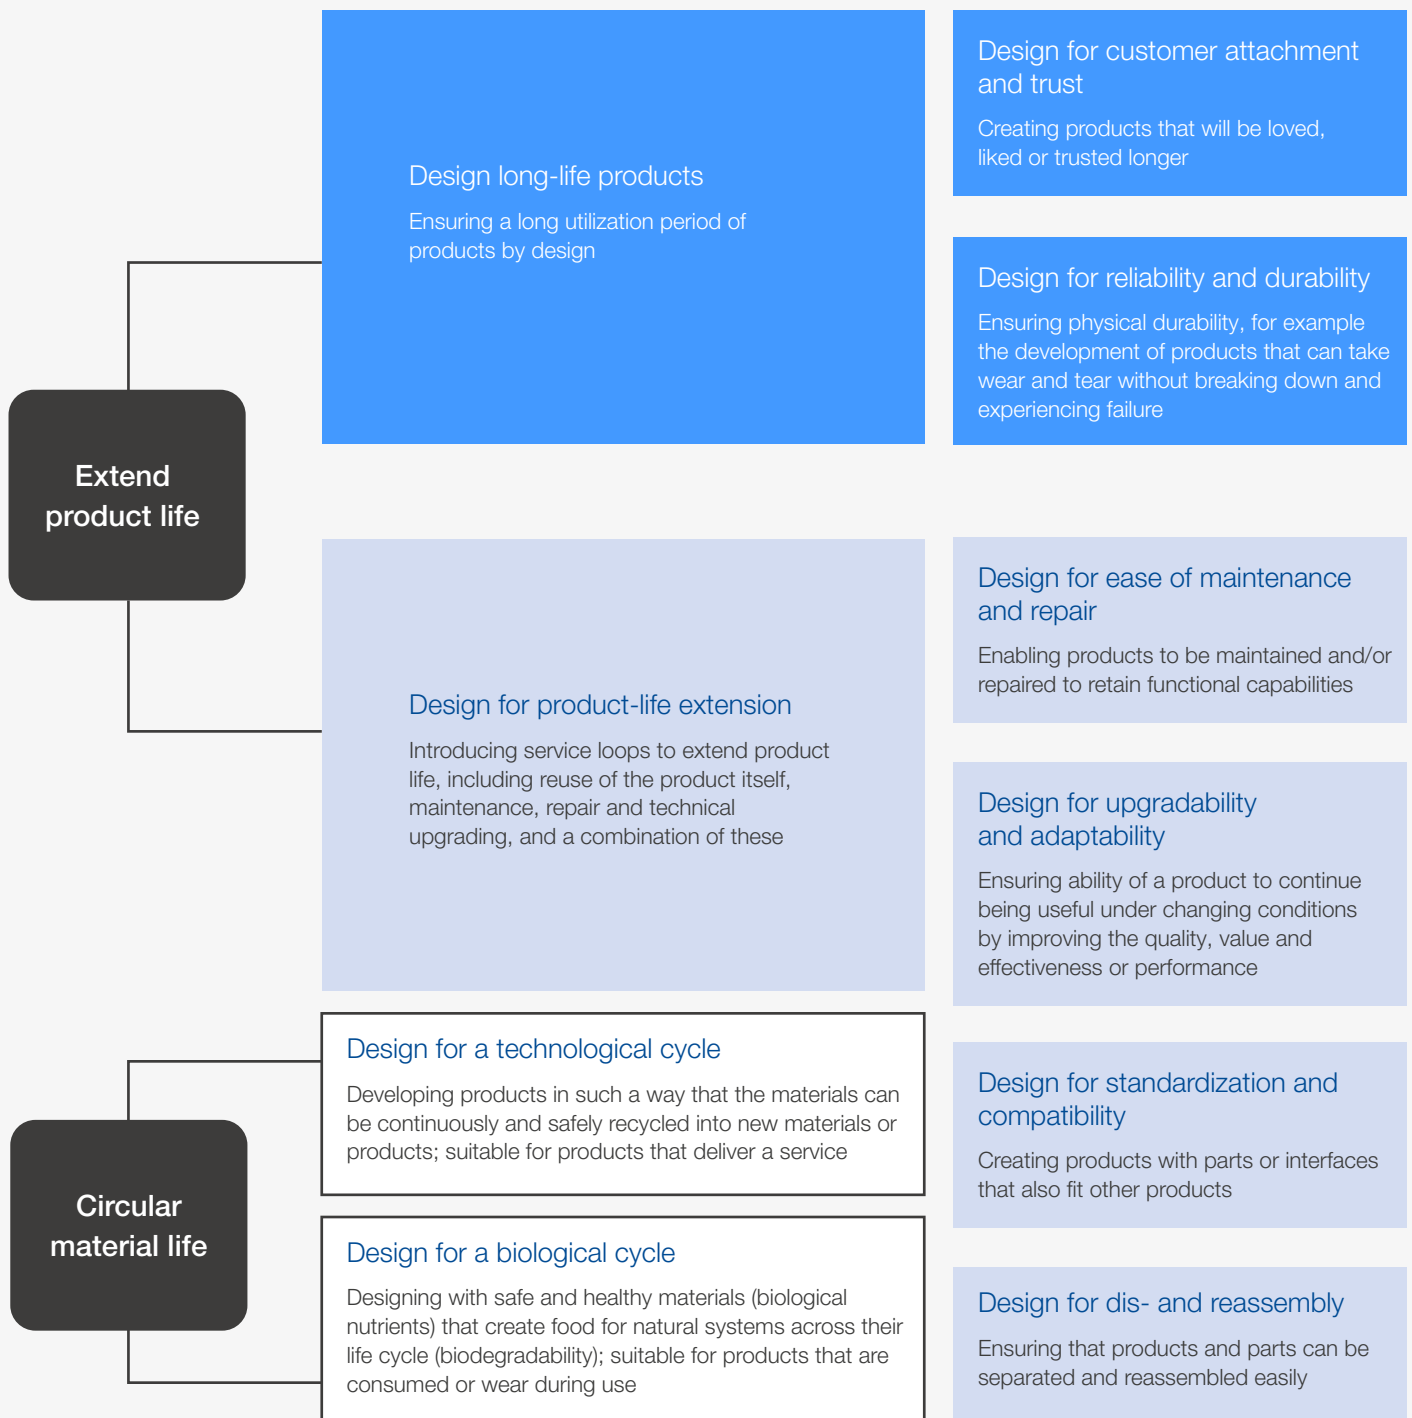 Extend
product life
Design long-life products
Ensuring a long utilization period of
products by design
Design for customer attachment
and trust
Creating products that will be loved,
liked or trusted longer
Design for reliability and durability
Ensuring physical durability, for example
the development of products that can take
wear and tear without breaking down and
experiencing failure
Design for product-life extension
Introducing service loops to extend product
life, including reuse of the product itself,
maintenance, repair and technical
upgrading, and a combination of these
Design for ease of maintenance
and repair
Enabling products to be maintained and/or
repaired to retain functional capabilities
Design for upgradability
and adaptability
Ensuring ability of a product to continue
being useful under changing conditions
by improving the quality, value and
effectiveness or performance
Design for standardization and
compatibility
Creating products with parts or interfaces
that also fit other products
Design for dis- and reassembly
Ensuring that products and parts can be
separated and reassembled easily
Circular
material life
Design for a technological cycle
Developing products in such a way that the materials can
be continuously and safely recycled into new materials or
products; suitable for products that deliver a service
Design for a biological cycle
Designing with safe and healthy materials (biological
nutrients) that create food for natural systems across their
life cycle (biodegradability); suitable for products that are
consumed or wear during use